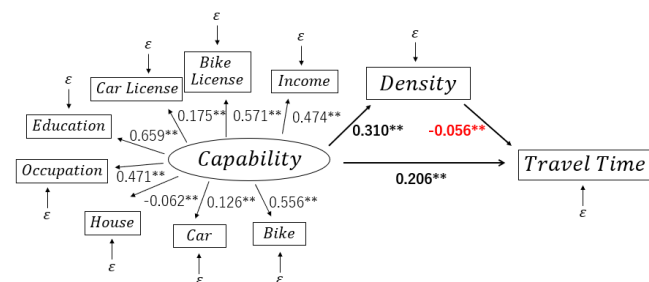 ε
ε
ε
ε
ε
Bike
License
Car License
Income
Density
Education
0.175**
0.571**
0.474**
0.659**
0.310**
-0.056**
Capability
Occupation
0.471**
0.206**
Travel Time
-0.062**
0.126**
0.556**
ε
House
Car
Bike
ε
ε
ε
ε